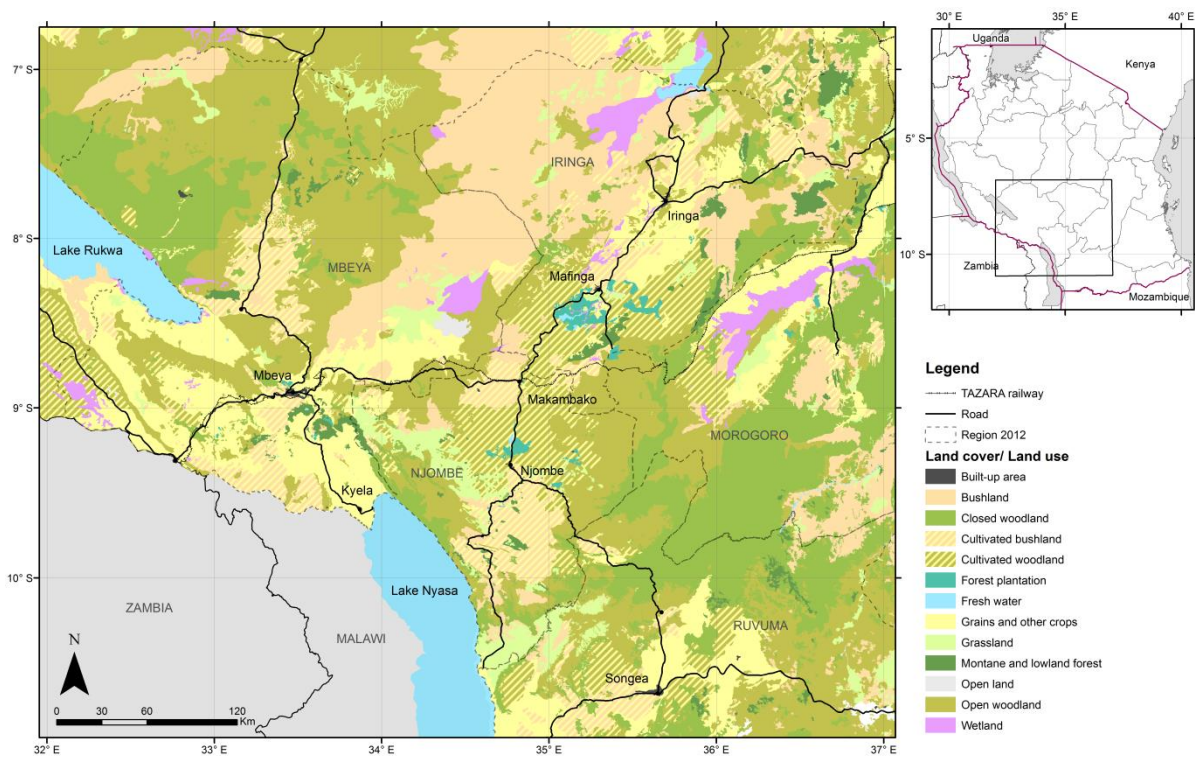 7° S
8° S
9° S
10° S
32° E
33° E
34° E
35° E
36° E
37° E
IRINGA
Iringa
Lake Rukwa
MBEYA
Mafinga
Mbeya
Makambako
MOROGORO
NJOMBE
Njombe
Kyela
Lake Nyasa
ZAMBIA
MALAWI
RUVUMA
Songea
N
0 30 60 120
Km
30° E
35° E
40° E
Uganda
Kenya
5° S
10° S
Zambia
Mozambique
Legend
TAZARA railway
Road
Region 2012
Land cover/ Land use
Built-up area
Bushland
Closed woodland
Cultivated bushland
Cultivated woodland
Forest plantation
Fresh water
Grains and other crops
Grassland
Montane and lowland forest
Open land
Open woodland
Wetland